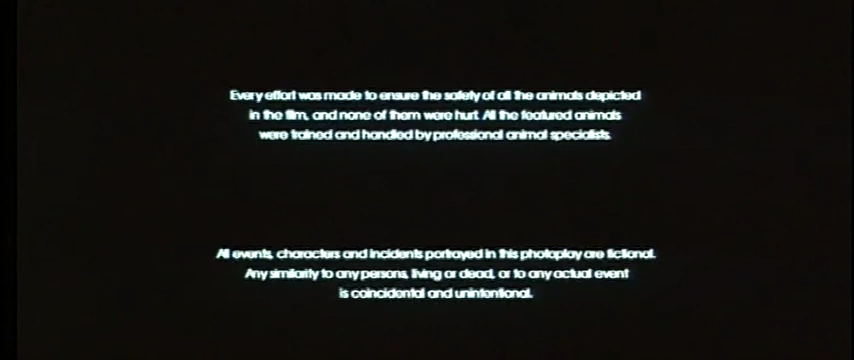 Every effort was made to ensure the safety of all the animals depicted
in the film, and none of them were hurt. All the featured animals
were trained and handled by professional animal specialists.
All events, characters and incidents portrayed in this photoplay are fictional.
Any similarity to any persons, living or dead, or to any actual event
is coincidental and unintentional.